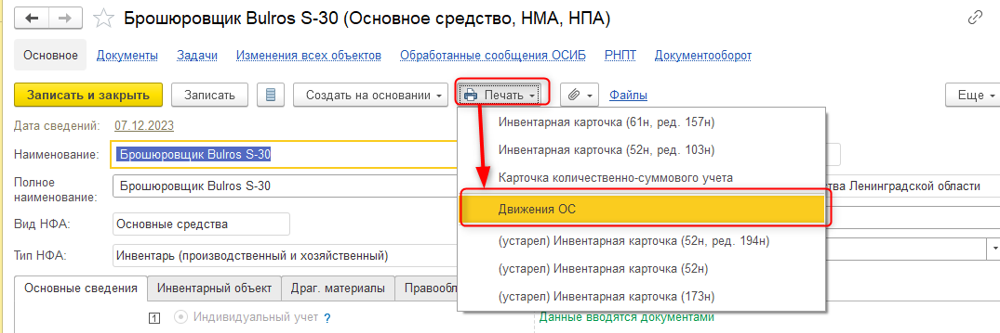 Брошюровщик Bulros S-30 (Основное средство, НМА, НПА)
Основное Документы Задачи Изменения всех объектов Обработанные сообщения ОСИБ РНПТ Документооборот
Записать и закрыть Записать Создать на основании Печать Файлы Еще
Дата сведений: 07.12.2023
Наименование: Брошюровщик Bulros S-30
Полное наименование: Брошюровщик Bulros S-30
ства Ленинградской области
Вид НФА: Основные средства
Тип НФА: Инвентарь (производственный и хозяйственный)
Инвентарная карточка (61н, ред. 157н)
Инвентарная карточка (52н, ред. 103н)
Карточка количественно-суммового учета
Движения ОС
(устарел) Инвентарная карточка (52н, ред. 194н)
(устарел) Инвентарная карточка (52н)
(устарел) Инвентарная карточка (173н)
Основные сведения Инвентарный объект Драг. материалы Правообл
1 Индивидуальный учет ?
Данные вводятся документами